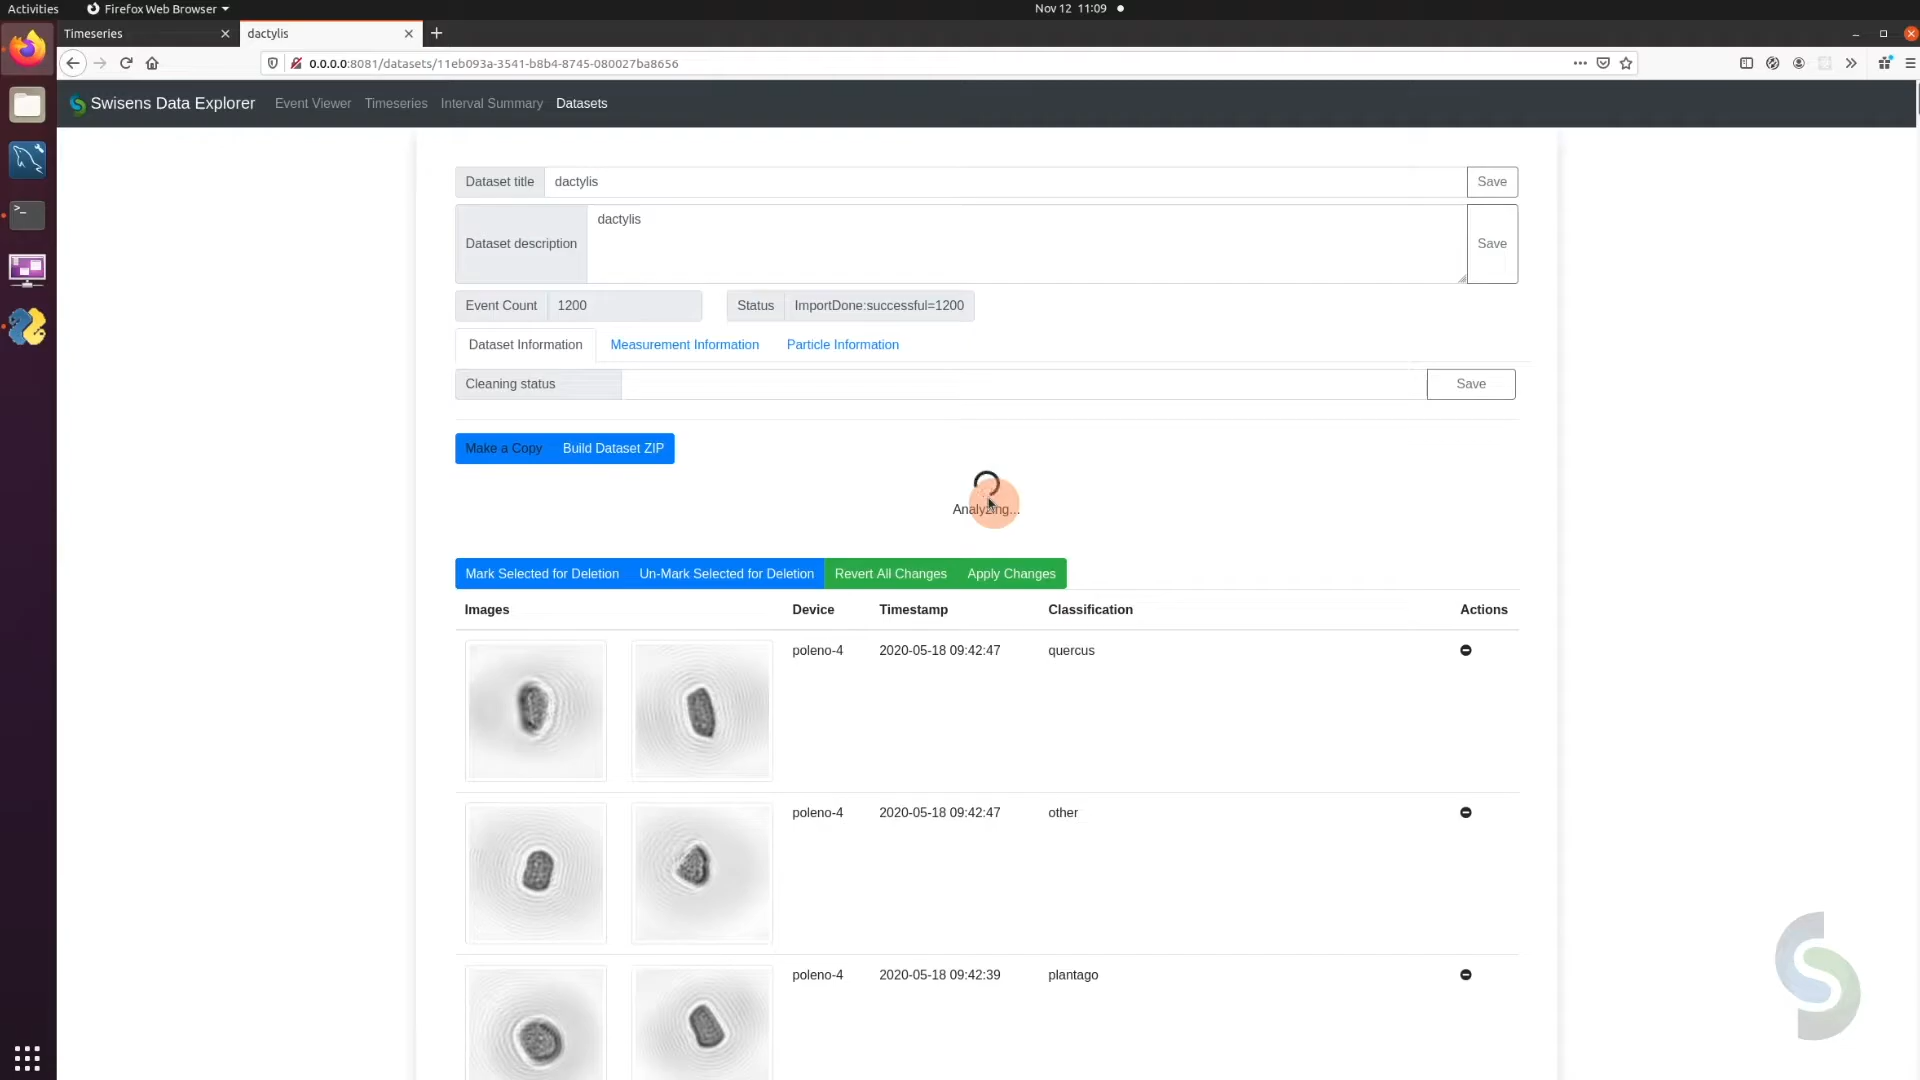 Activities Firefox Web Browser Nov 12 11:09
Timeseries dactylis
0.0.0.0:8081/datasets/11eb093a-3541-b8b4-8745-080027ba8656
Swisens Data Explorer Event Viewer Timeseries Interval Summary Datasets
Dataset title dactylis Save
dactylis
Dataset description Save
Event Count 1200 Status ImportDone:successful=1200
Dataset Information Measurement Information Particle Information
Cleaning status Save
Make a Copy Build Dataset ZIP
Analyzing...
Mark Selected for Deletion Un-Mark Selected for Deletion Revert All Changes Apply Changes
Images Device Timestamp Classification Actions
poleno-4 2020-05-18 09:42:47 quercus
poleno-4 2020-05-18 09:42:47 other
poleno-4 2020-05-18 09:42:39 plantago